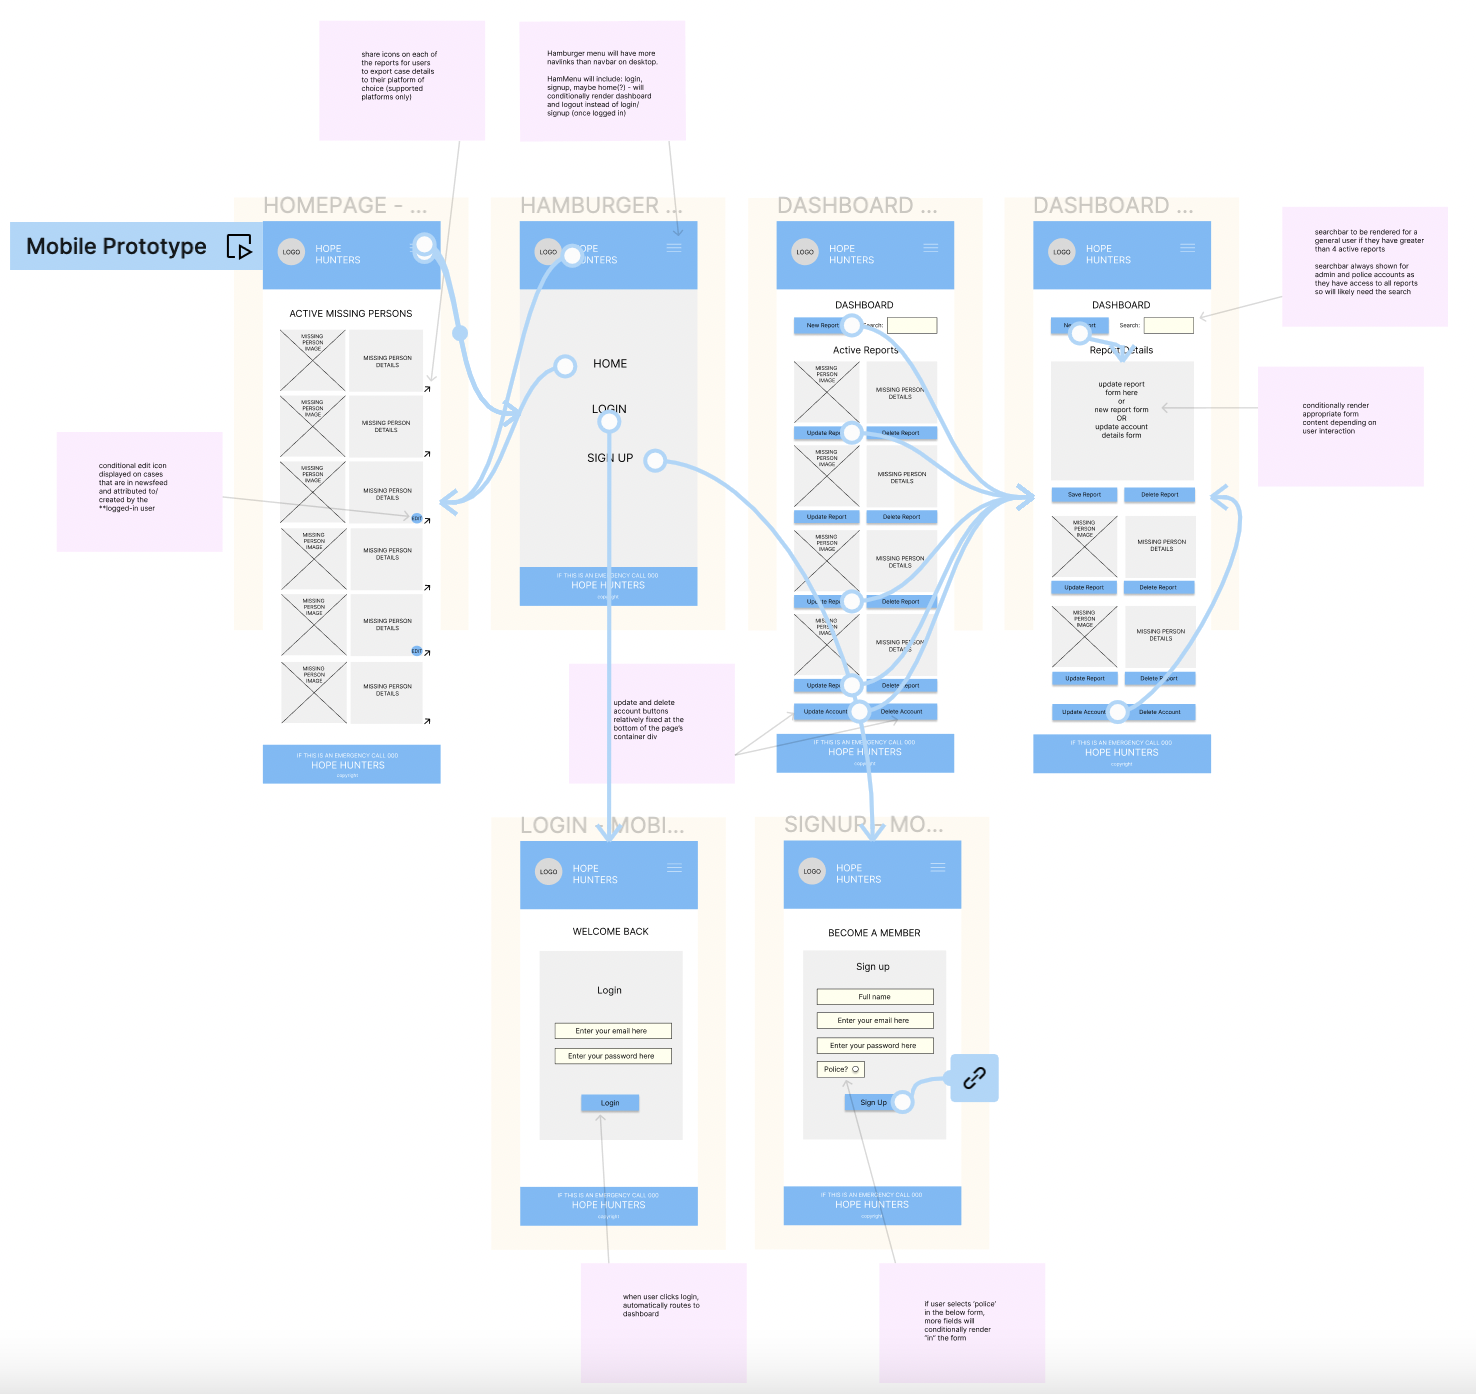 share icons on each of
the reports for users
to export case details
to their platform of
choice (supported
platforms only)
Hamburger menu will have more
navlinks than navbar on desktop.
HamMenu will include: login,
signup, maybe home(?) - will
conditionally render dashboard
and logout instead of login/
signup (once logged in)
Mobile Prototype
HOMEPAGE - ...
LOGO
HOPE
HUNTERS
ACTIVE MISSING PERSONS
MISSING
PERSON
IMAGE
MISSING PERSON
DETAILS
MISSING
PERSON
IMAGE
MISSING PERSON
DETAILS
MISSING
PERSON
IMAGE
MISSING PERSON
DETAILS
EDIT
MISSING
PERSON
IMAGE
MISSING PERSON
DETAILS
MISSING
PERSON
IMAGE
MISSING PERSON
DETAILS
EDIT
MISSING
PERSON
IMAGE
MISSING PERSON
DETAILS
IF THIS IS AN EMERGENCY CALL 000
HOPE HUNTERS
copyright
conditional edit icon
displayed on cases
that are in newsfeed
and attributed to/
created by the
**logged-in user
HAMBURGER ...
LOGO
HOPE
HUNTERS
HOME
LOGIN
SIGN UP
IF THIS IS AN EMERGENCY CALL 000
HOPE HUNTERS
copyright
DASHBOARD ...
LOGO
HOPE
HUNTERS
DASHBOARD
New Report
Search:
Active Reports
MISSING
PERSON
IMAGE
MISSING PERSON
DETAILS
Update Report
Delete Report
MISSING
PERSON
IMAGE
MISSING PERSON
DETAILS
Update Report
Delete Report
MISSING
PERSON
IMAGE
MISSING PERSON
DETAILS
Update Report
Delete Report
MISSING
PERSON
IMAGE
MISSING PERSON
DETAILS
Update Report
Delete Report
Update Account
Delete Account
IF THIS IS AN EMERGENCY CALL 000
HOPE HUNTERS
copyright
update and delete
account buttons
relatively fixed at the
bottom of the page's
container div
DASHBOARD ...
LOGO
HOPE
HUNTERS
DASHBOARD
New Report
Search:
Report Details
update report
form here
or
new report form
OR
update account
details form
Save Report
Delete Report
MISSING
PERSON
IMAGE
MISSING PERSON
DETAILS
Update Report
Delete Report
MISSING
PERSON
IMAGE
MISSING PERSON
DETAILS
Update Report
Delete Report
Update Account
Delete Account
IF THIS IS AN EMERGENCY CALL 000
HOPE HUNTERS
copyright
searchbar to be rendered for a
general user if they have greater
than 4 active reports
searchbar always shown for
admin and police accounts as
they have access to all reports
so will likely need the search
conditionally render
appropriate form
content depending on
user interaction
LOGIN - MOBI...
LOGO
HOPE
HUNTERS
WELCOME BACK
Login
Enter your email here
Enter your password here
Login
IF THIS IS AN EMERGENCY CALL 000
HOPE HUNTERS
copyright
when user clicks login,
automatically routes to
dashboard
SIGNUP - MO...
LOGO
HOPE
HUNTERS
BECOME A MEMBER
Sign up
Full name
Enter your email here
Enter your password here
Police?
Sign Up
IF THIS IS AN EMERGENCY CALL 000
HOPE HUNTERS
copyright
if user selects 'police'
in the below form,
more fields will
conditionally render
"in" the form